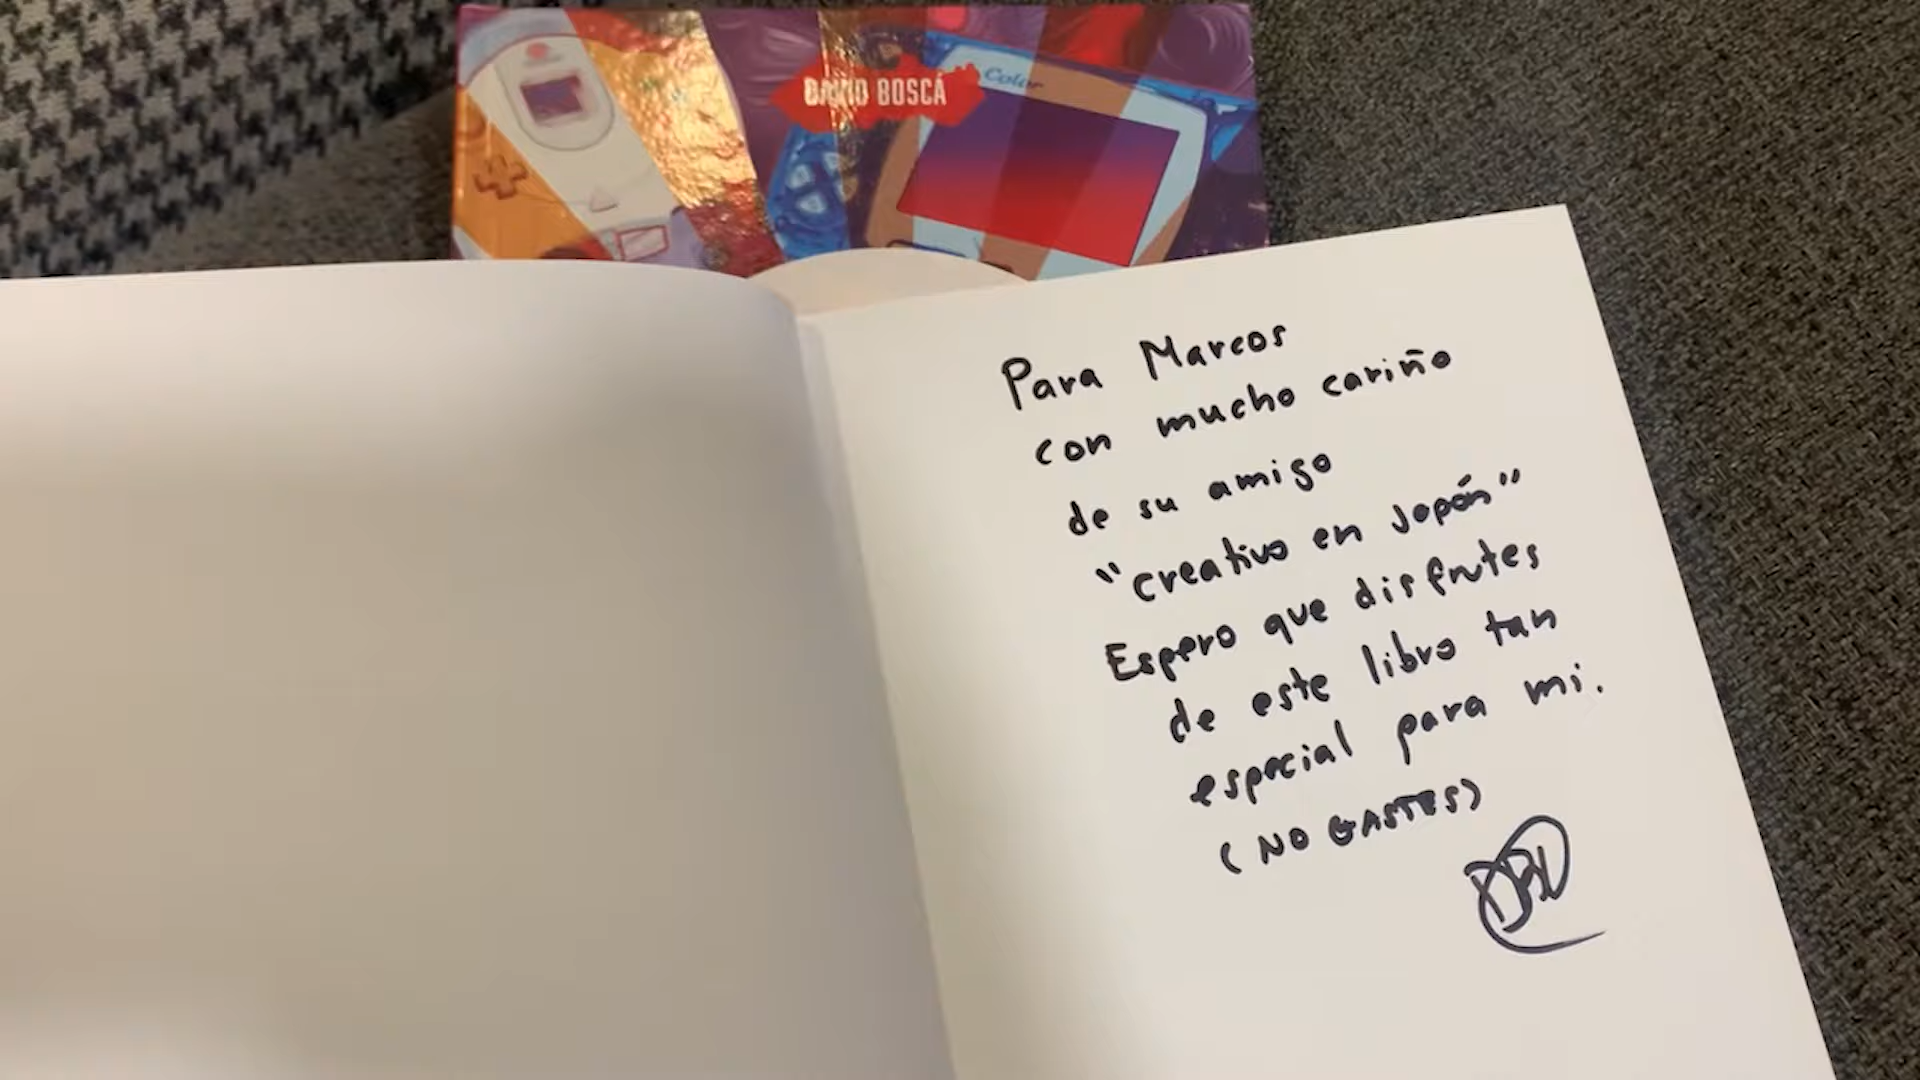 DAVID BOSCÁ
Color
Para Marcos
con mucho cariño
de su amigo
"creativo en Japón"
Espero que disfrutes
de este libro tan
especial para mi.
(NO GASTES)